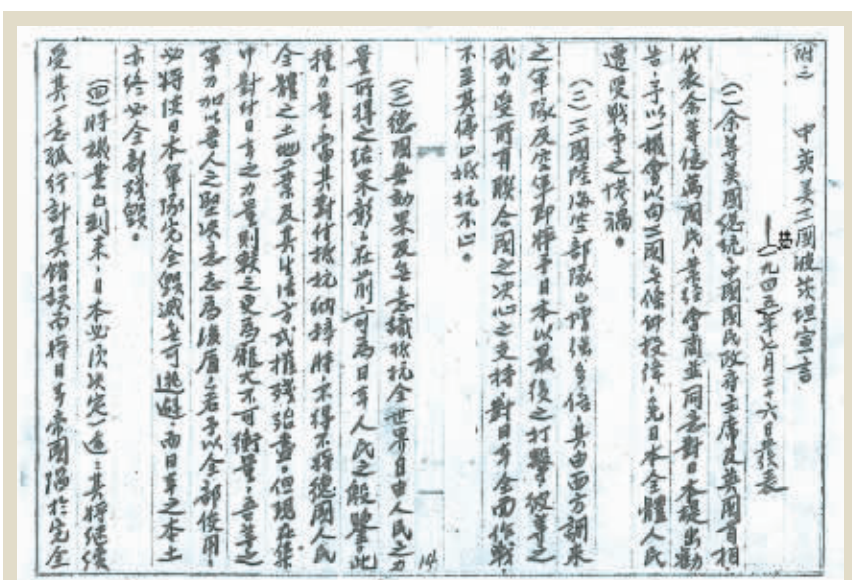 附三 中英美三國波茨坦宣言
—一九四五年七月二十六日發表
(一)余等美國總統、中國國民政府主席及英國首相,
代表余等億萬國民,業經會商並同意對日本提出勸
告,予以一機會以向三國無條件投降,免日本全體人民
遭受戰爭之慘禍。
(二)三國陸海空部隊已增強多倍,其由西方調來
之軍隊及空軍即將予日本以最後之打擊,彼等之
武力受所有聯合國之決心之支持,對日本全面作戰,
不至其停止抵抗不止。
14
(三)德國無効果及無意識抵抗全世界自由人民之力
量所得之結果,彰彰在前,可為日本人民之殷鑒,此
種力量,當其對付抵抗納粹時,不得不將德國人民
全體之土地工業及其生活方式摧殘殆盡。但現在集
中對付日本之力量則較之更為龐大不可衡量,吾等之
軍力加以吾人之堅決意志為後盾,若予以全部使用,
必將使日本軍隊完全毀滅無可逃避,而日本之本土
亦終必全部殘毀。
(四)時機業已到來,日本必須決定一途:其將繼續
受其一意孤行計算錯誤而將日本帝國陷於完全